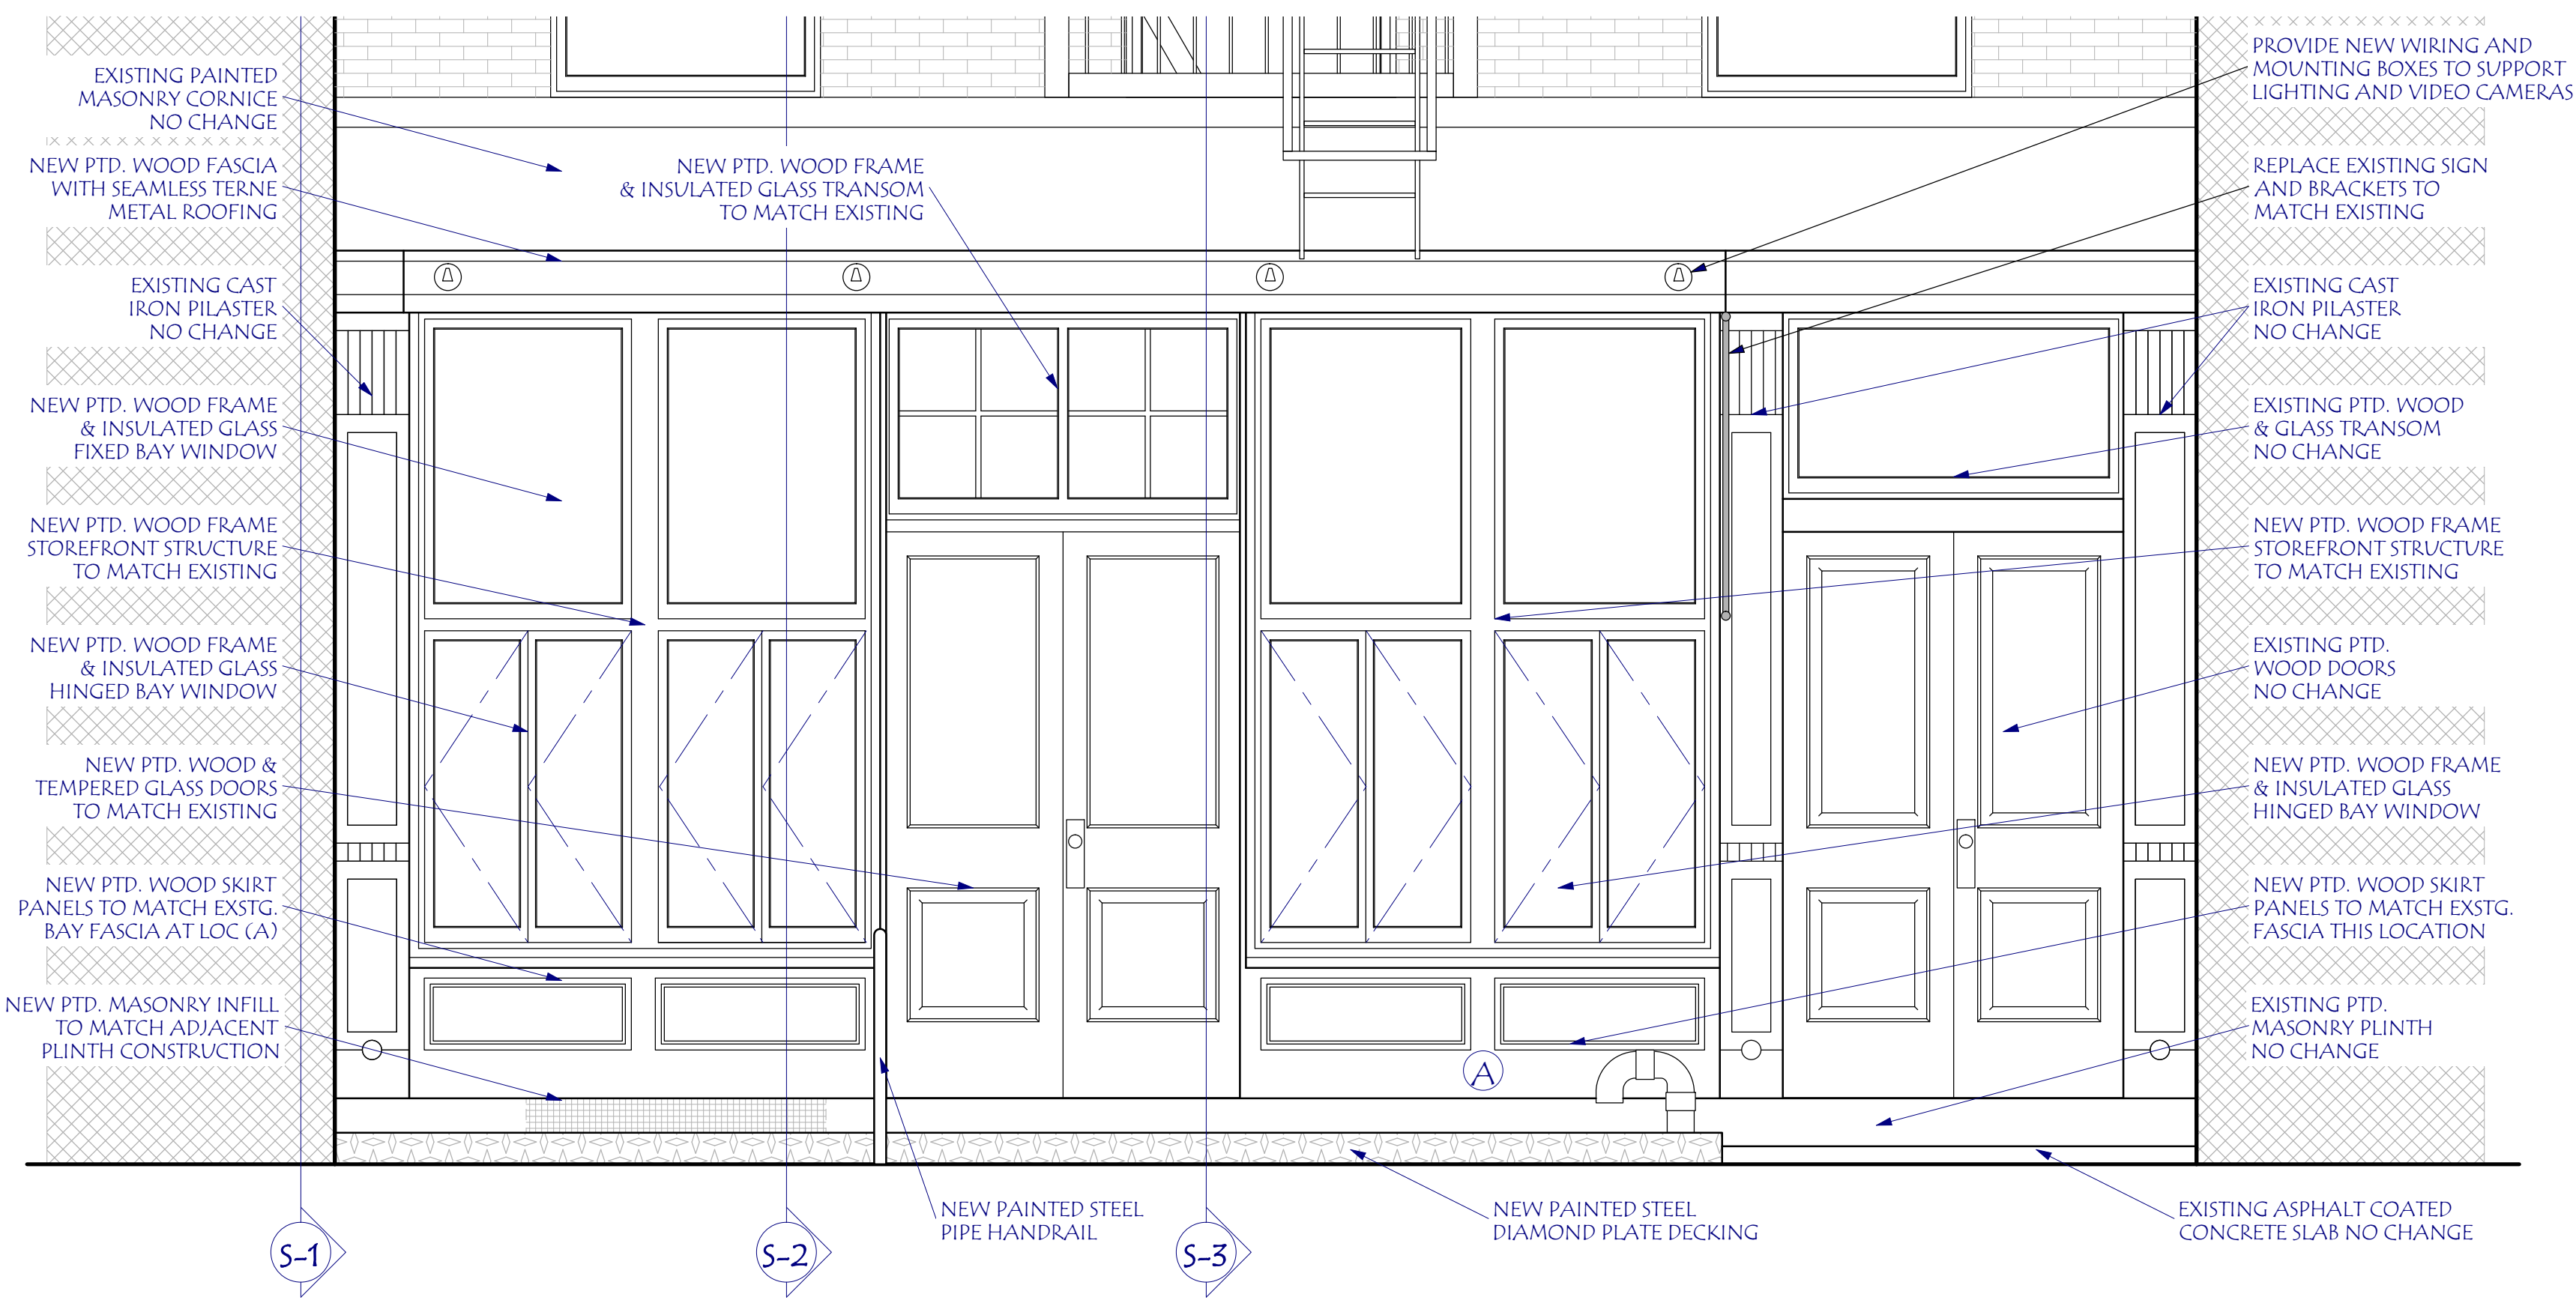 EXISTING PAINTED
MASONRY CORNICE
NO CHANGE
NEW PTD. WOOD FASCIA
WITH SEAMLESS TERNE
METAL ROOFING
EXISTING CAST
IRON PILASTER
NO CHANGE
NEW PTD. WOOD FRAME
& INSULATED GLASS
FIXED BAY WINDOW
NEW PTD. WOOD FRAME
STOREFRONT STRUCTURE
TO MATCH EXISTING
NEW PTD. WOOD FRAME
& INSULATED GLASS
HINGED BAY WINDOW
NEW PTD. WOOD &
TEMPERED GLASS DOORS
TO MATCH EXISTING
NEW PTD. WOOD SKIRT
PANELS TO MATCH EXSTG.
BAY FASCIA AT LOC (A)
NEW PTD. MASONRY INFILL
TO MATCH ADJACENT
PLINTH CONSTRUCTION
NEW PTD. WOOD FRAME
& INSULATED GLASS TRANSOM
TO MATCH EXISTING
PROVIDE NEW WIRING AND
MOUNTING BOXES TO SUPPORT
LIGHTING AND VIDEO CAMERAS
REPLACE EXISTING SIGN
AND BRACKETS TO
MATCH EXISTING
EXISTING CAST
IRON PILASTER
NO CHANGE
EXISTING PTD. WOOD
& GLASS TRANSOM
NO CHANGE
NEW PTD. WOOD FRAME
STOREFRONT STRUCTURE
TO MATCH EXISTING
EXISTING PTD.
WOOD DOORS
NO CHANGE
NEW PTD. WOOD FRAME
& INSULATED GLASS
HINGED BAY WINDOW
NEW PTD. WOOD SKIRT
PANELS TO MATCH EXSTG.
FASCIA THIS LOCATION
EXISTING PTD.
MASONRY PLINTH
NO CHANGE
A
NEW PAINTED STEEL
PIPE HANDRAIL
NEW PAINTED STEEL
DIAMOND PLATE DECKING
EXISTING ASPHALT COATED
CONCRETE SLAB NO CHANGE
S-1
S-2
S-3